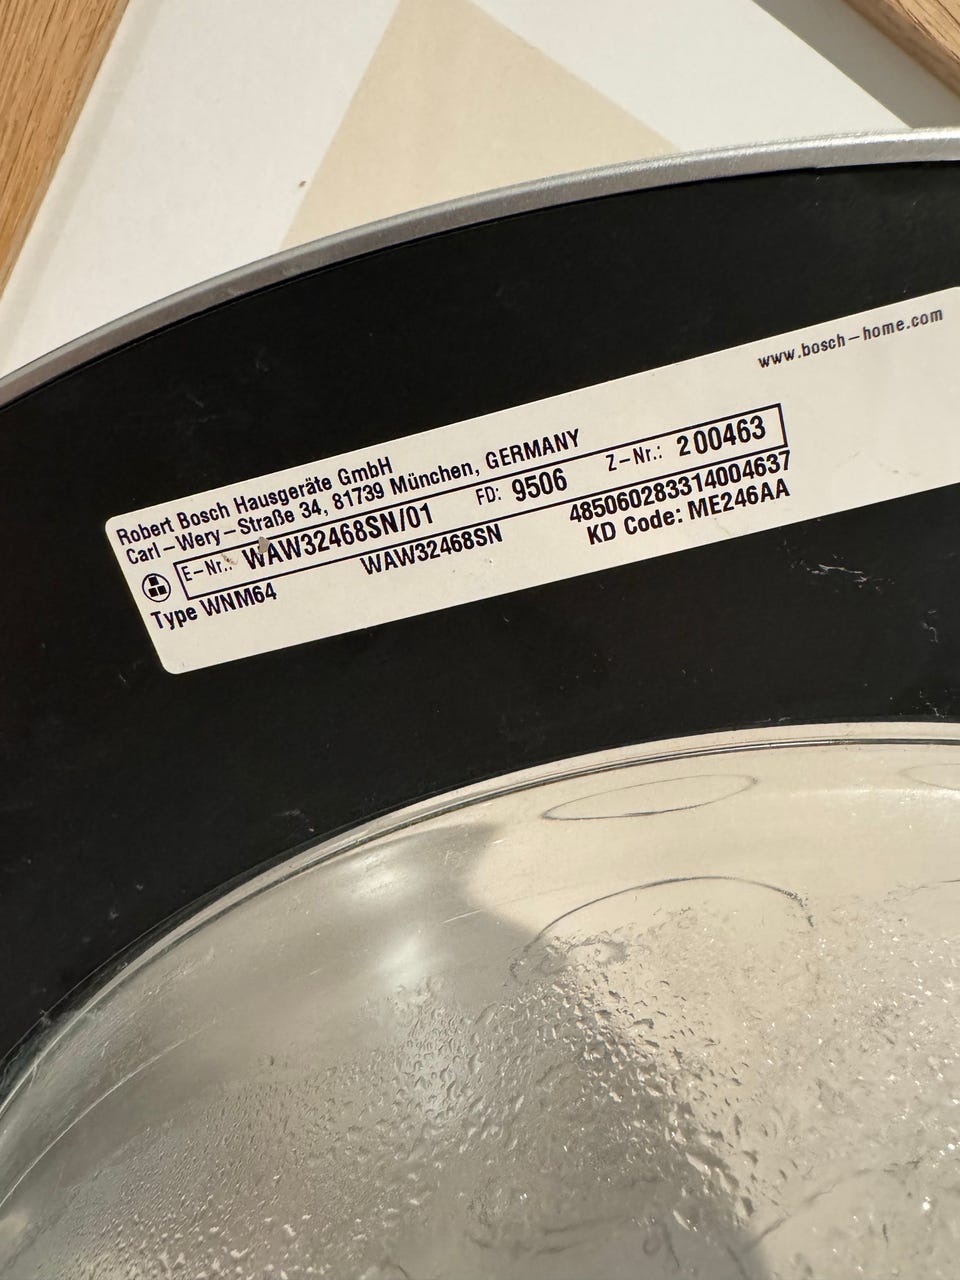 www.bosch-home.com
Robert Bosch Hausgeräte GmbH
Carl-Wery-Straße 34, 81739 München, GERMANY
E-Nr.: WAW32468SN/01 FD: 9506 Z-Nr.: 200463
Type WNM64 WAW32468SN 485060283314004637
KD Code: ME246AA